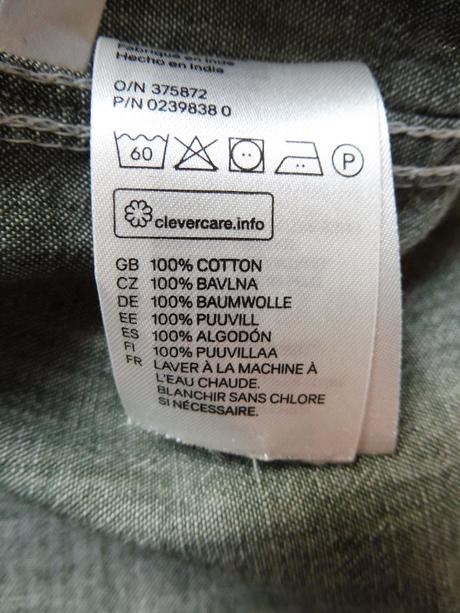 Fabriqué en Inde
Hecho en India
O/N 375872
P/N 0239838 0
60 P
clevercare.info
GB 100% COTTON
CZ 100% BAVLNA
DE 100% BAUMWOLLE
EE 100% PUUVILL
ES 100% ALGODÓN
FI 100% PUUVILLAA
FR LAVER À LA MACHINE À
L'EAU CHAUDE.
BLANCHIR SANS CHLORE
SI NÉCESSAIRE.